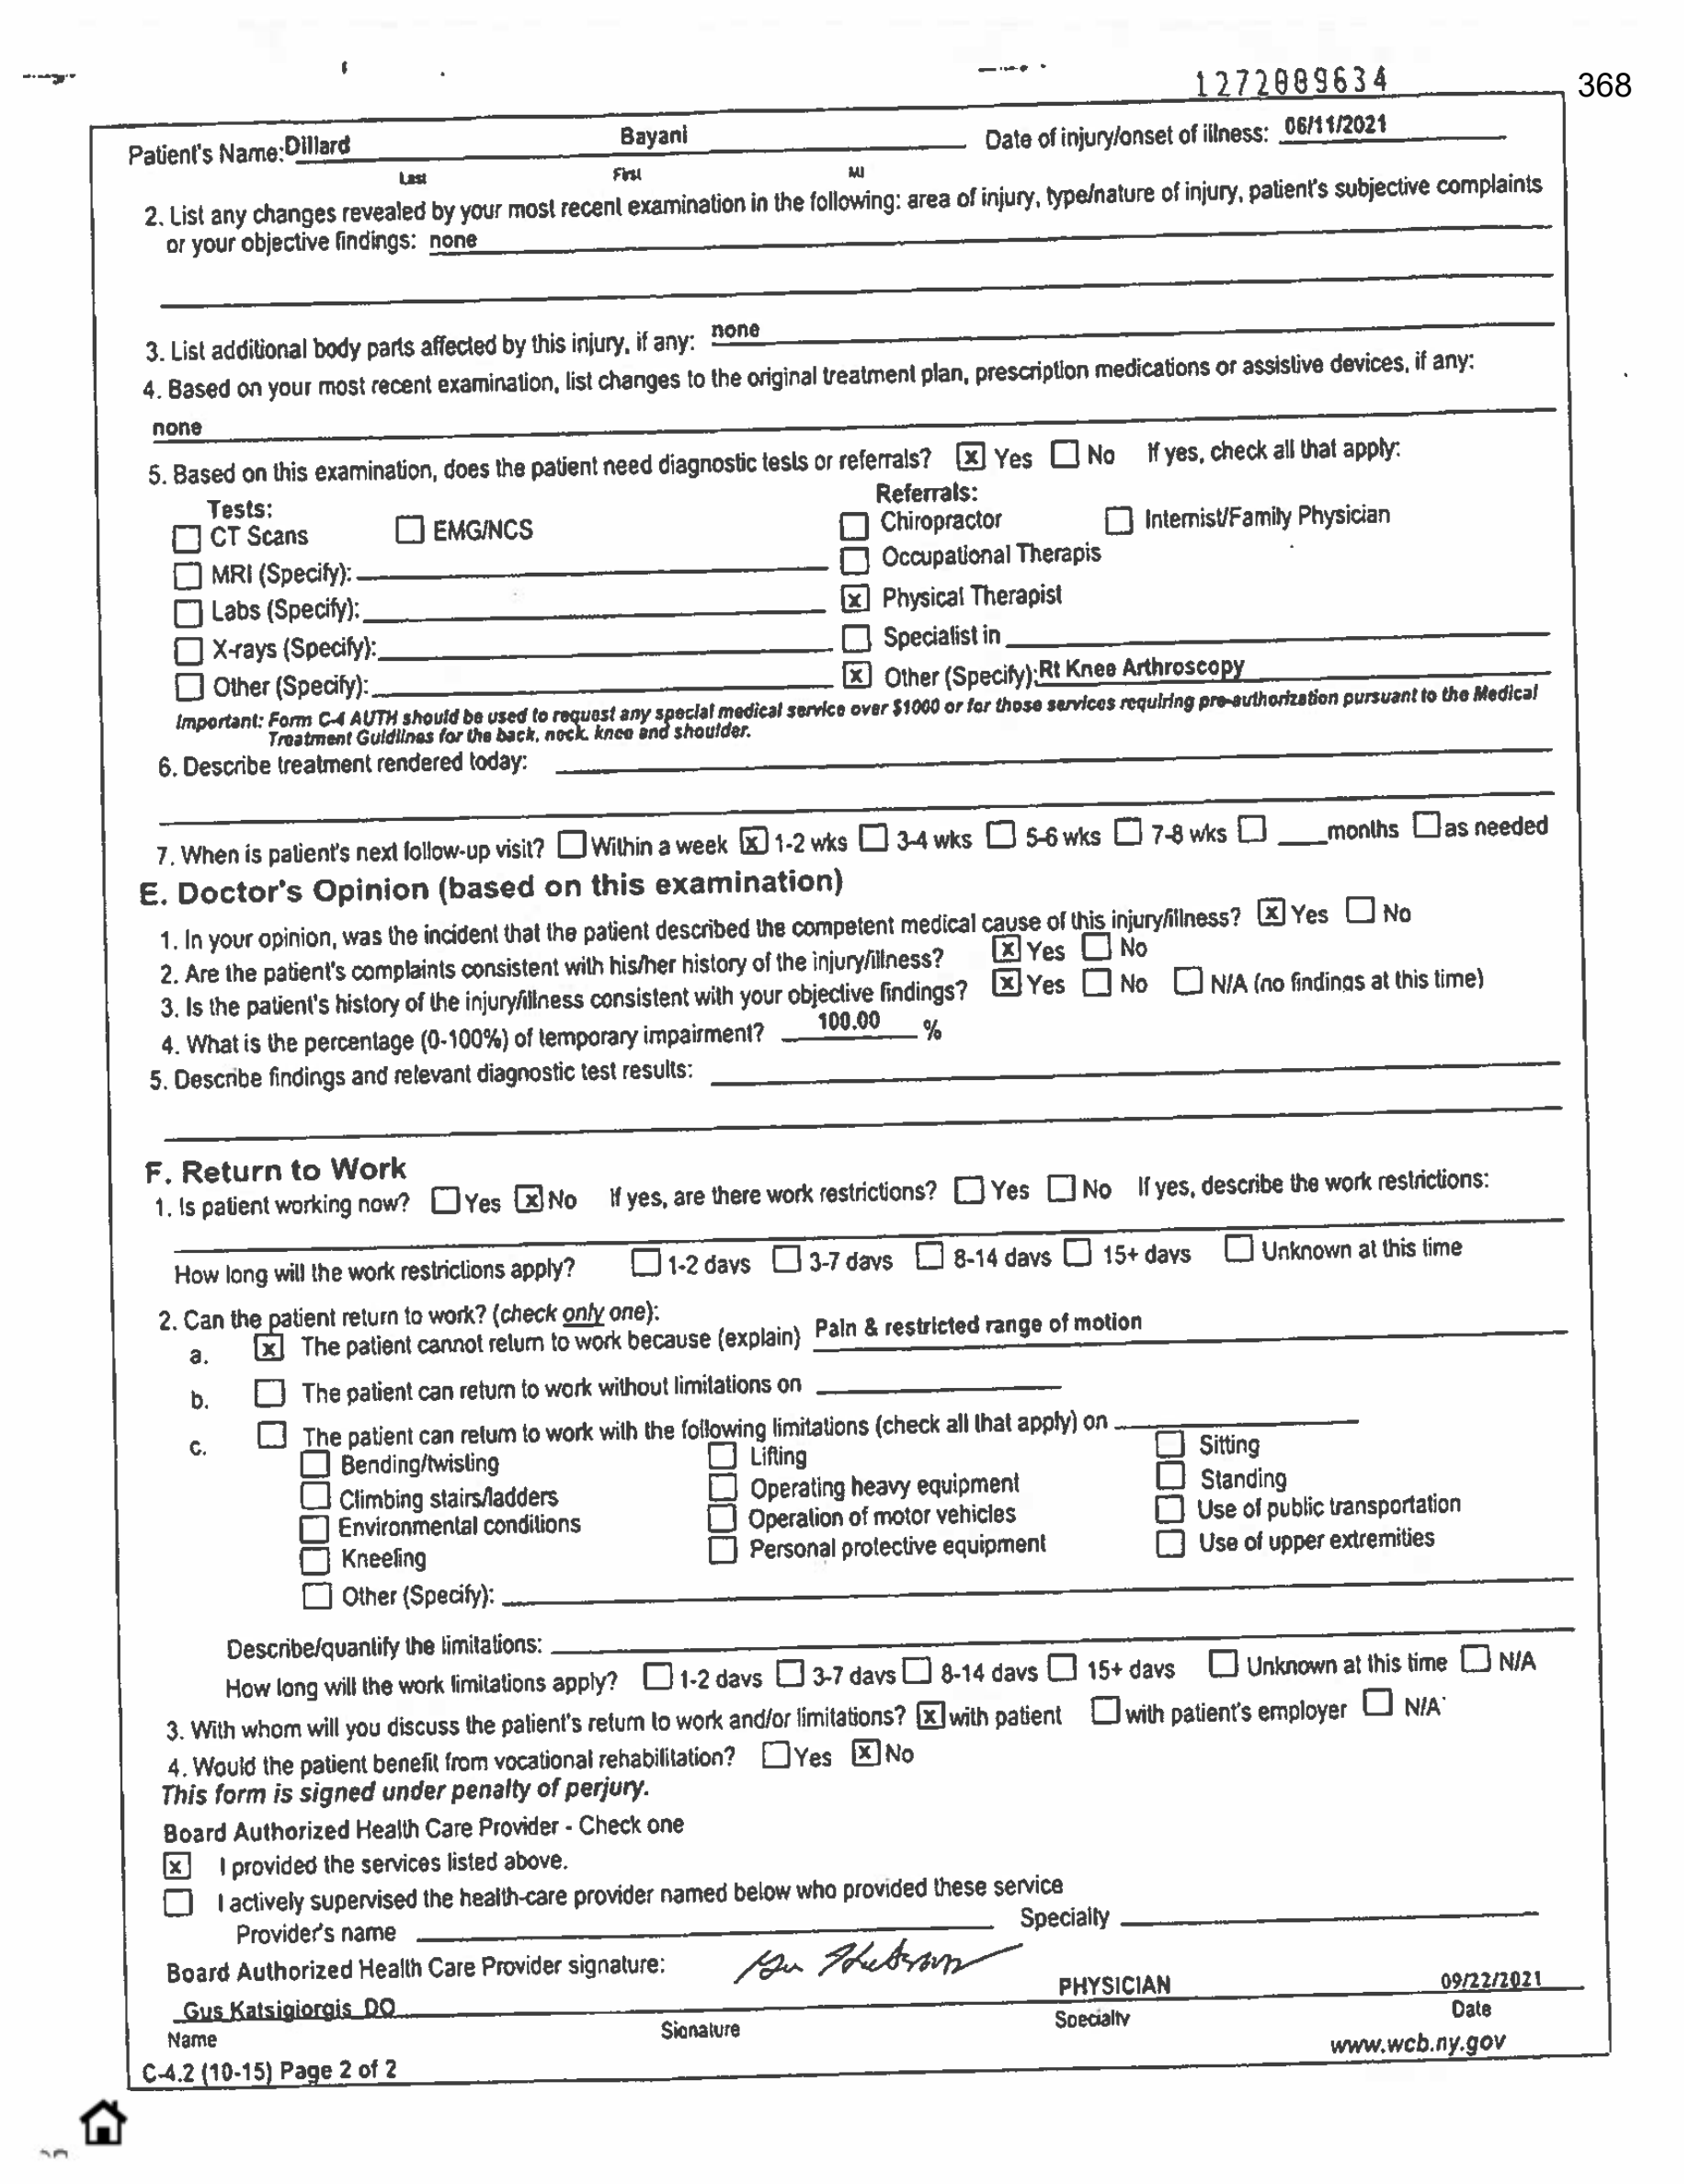 1272089634
368
Patient's Name: Dillard Bayani Date of injury/onset of illness: 06/11/2021
Last First MI
2. List any changes revealed by your most recent examination in the following: area of injury, type/nature of injury, patient's subjective complaints
or your objective findings: none
3. List additional body parts affected by this injury, if any: none
4. Based on your most recent examination, list changes to the original treatment plan, prescription medications or assistive devices, if any:
none
5. Based on this examination, does the patient need diagnostic tests or referrals? [x] Yes [ ] No If yes, check all that apply:
Tests: Referrals:
[ ] CT Scans [ ] EMG/NCS [ ] Chiropractor [ ] Internist/Family Physician
[ ] MRI (Specify): [ ] Occupational Therapis
[ ] Labs (Specify): [x] Physical Therapist
[ ] X-rays (Specify): [ ] Specialist in
[ ] Other (Specify): [x] Other (Specify): Rt Knee Arthroscopy
Important: Form C-4 AUTH should be used to request any special medical service over $1000 or for those services requiring pre-authorization pursuant to the Medical
Treatment Guidlines for the back, neck, knee and shoulder.
6. Describe treatment rendered today:
7. When is patient's next follow-up visit? [ ] Within a week [x] 1-2 wks [ ] 3-4 wks [ ] 5-6 wks [ ] 7-8 wks [ ] ___months [ ] as needed
E. Doctor's Opinion (based on this examination)
1. In your opinion, was the incident that the patient described the competent medical cause of this injury/illness? [x] Yes [ ] No
2. Are the patient's complaints consistent with his/her history of the injury/illness? [x] Yes [ ] No
3. Is the patient's history of the injury/illness consistent with your objective findings? [x] Yes [ ] No [ ] N/A (no findings at this time)
4. What is the percentage (0-100%) of temporary impairment? 100.00 %
5. Describe findings and relevant diagnostic test results:
F. Return to Work
1. Is patient working now? [ ] Yes [x] No If yes, are there work restrictions? [ ] Yes [ ] No If yes, describe the work restrictions:
How long will the work restrictions apply? [ ] 1-2 days [ ] 3-7 days [ ] 8-14 days [ ] 15+ days [ ] Unknown at this time
2. Can the patient return to work? (check only one):
a. [x] The patient cannot return to work because (explain) Pain & restricted range of motion
b. [ ] The patient can return to work without limitations on
c. [ ] The patient can return to work with the following limitations (check all that apply) on
[ ] Bending/twisting [ ] Lifting [ ] Sitting
[ ] Climbing stairs/ladders [ ] Operating heavy equipment [ ] Standing
[ ] Environmental conditions [ ] Operation of motor vehicles [ ] Use of public transportation
[ ] Kneeling [ ] Personal protective equipment [ ] Use of upper extremities
[ ] Other (Specify):
Describe/quantify the limitations:
How long will the work limitations apply? [ ] 1-2 days [ ] 3-7 days [ ] 8-14 days [ ] 15+ days [ ] Unknown at this time [ ] N/A
3. With whom will you discuss the patient's return to work and/or limitations? [x] with patient [ ] with patient's employer [ ] N/A
4. Would the patient benefit from vocational rehabilitation? [ ] Yes [x] No
This form is signed under penalty of perjury.
Board Authorized Health Care Provider - Check one
[x] I provided the services listed above.
[ ] I actively supervised the health-care provider named below who provided these service
Provider's name Specialty
Board Authorized Health Care Provider signature:
Gus Katsigiorgis DO PHYSICIAN 09/22/2021
Name Signature Specialty Date
www.wcb.ny.gov
C-4.2 (10-15) Page 2 of 2